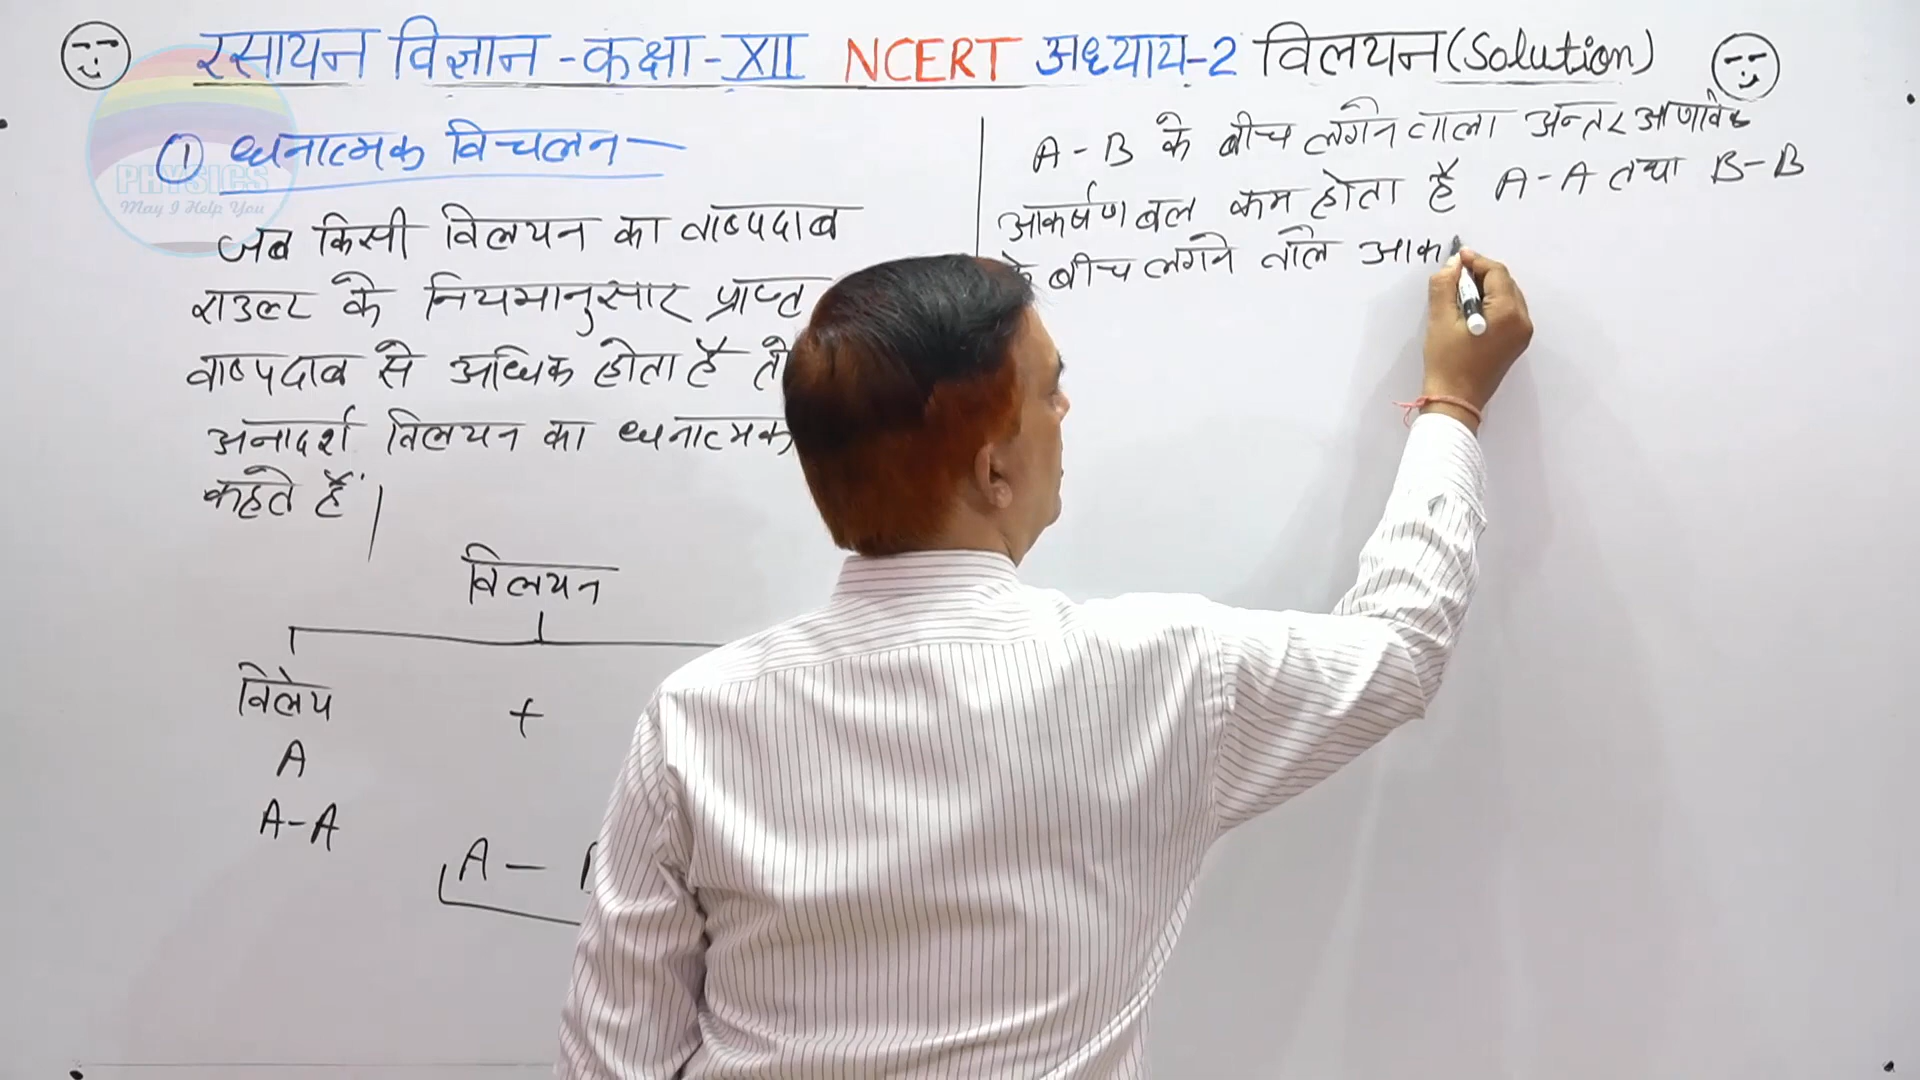 रसायन विज्ञान - कक्षा - XII NCERT अध्याय-2 विलयन (Solution)
PHYSICS
May I Help You
① धनात्मक विचलन—
जब किसी विलयन का वाष्पदाब
राउल्ट के नियमानुसार प्राप्त
वाष्पदाब से अधिक होता है तो
अनादर्श विलयन का धनात्मक
कहते हैं।
विलयन
विलेय +
A
A-A
A —
A-B के बीच लगने वाला अन्तर आणविक
आकर्षण बल कम होता है A-A तथा B-B
के बीच लगने वाले आक